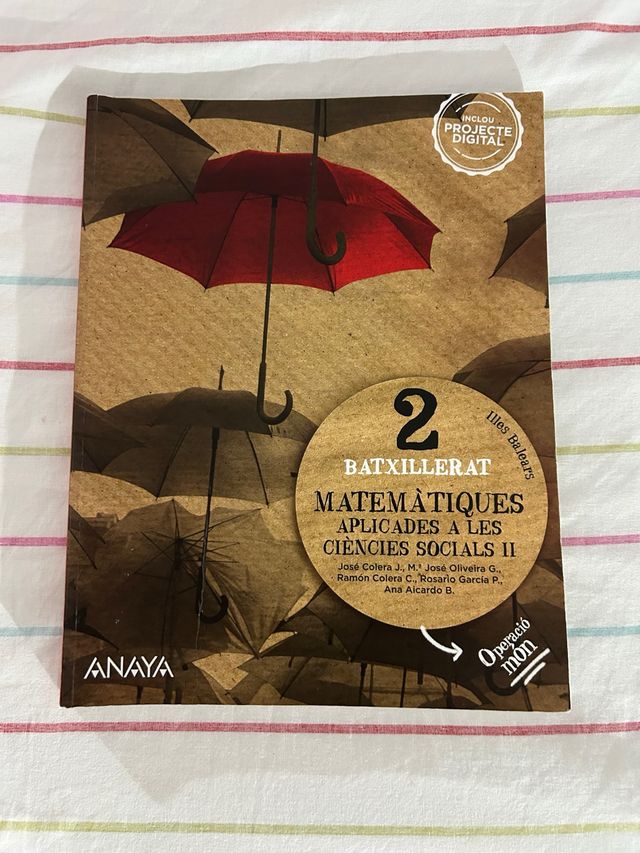 INCLOU
PROJECTE
DIGITAL
2
Illes Balears
BATXILLERAT
MATEMÀTIQUES
APLICADES A LES
CIÈNCIES SOCIALS II
José Colera J., M.ª José Oliveira G.,
Ramón Colera C., Rosario García P.,
Ana Aicardo B.
Operació
món
ANAYA